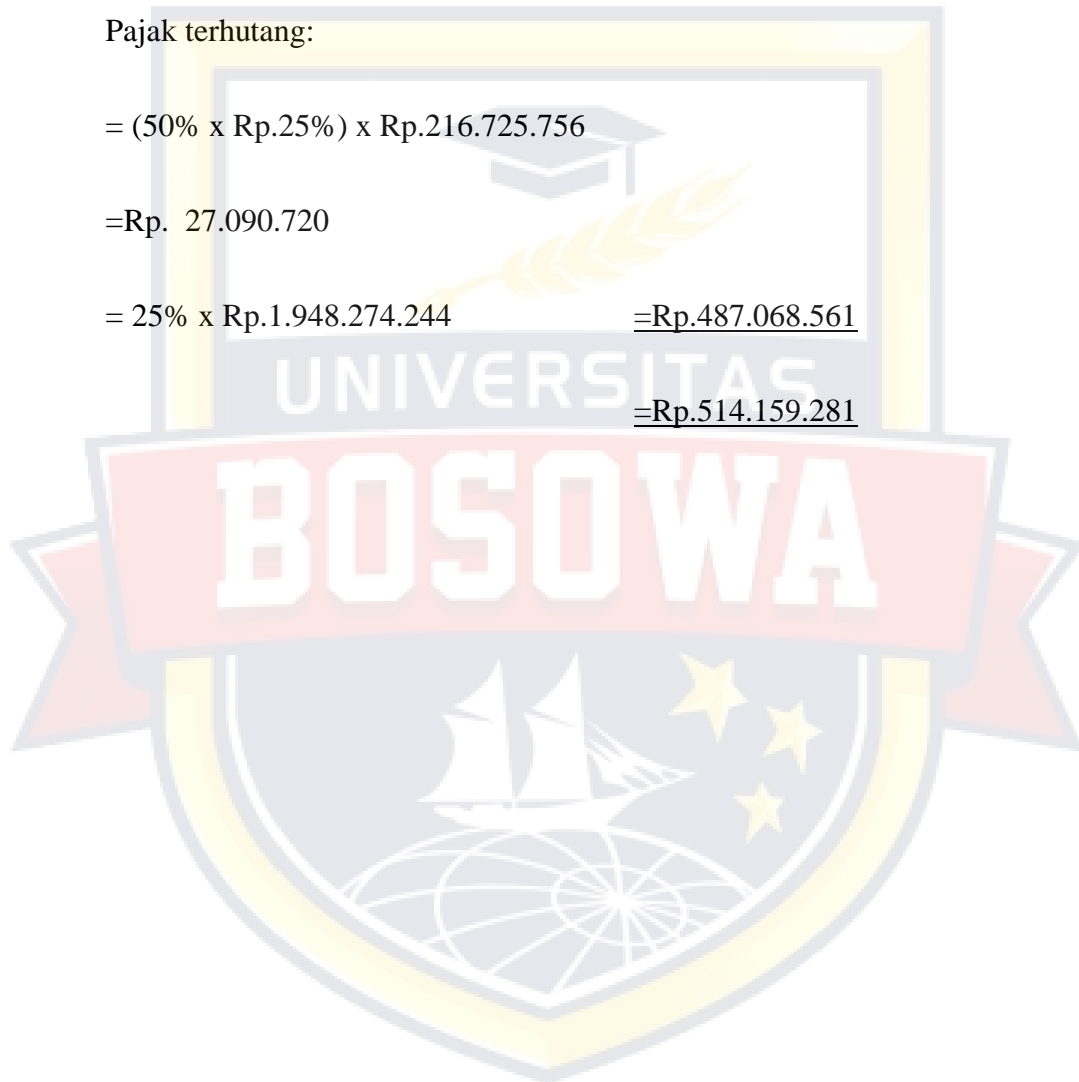 Pajak terhutang:
= (50% x Rp.25%) x Rp.216.725.756
=Rp. 27.090.720
= 25% x Rp.1.948.274.244 =Rp.487.068.561
=Rp.514.159.281
UNIVERSITAS
BOSOWA